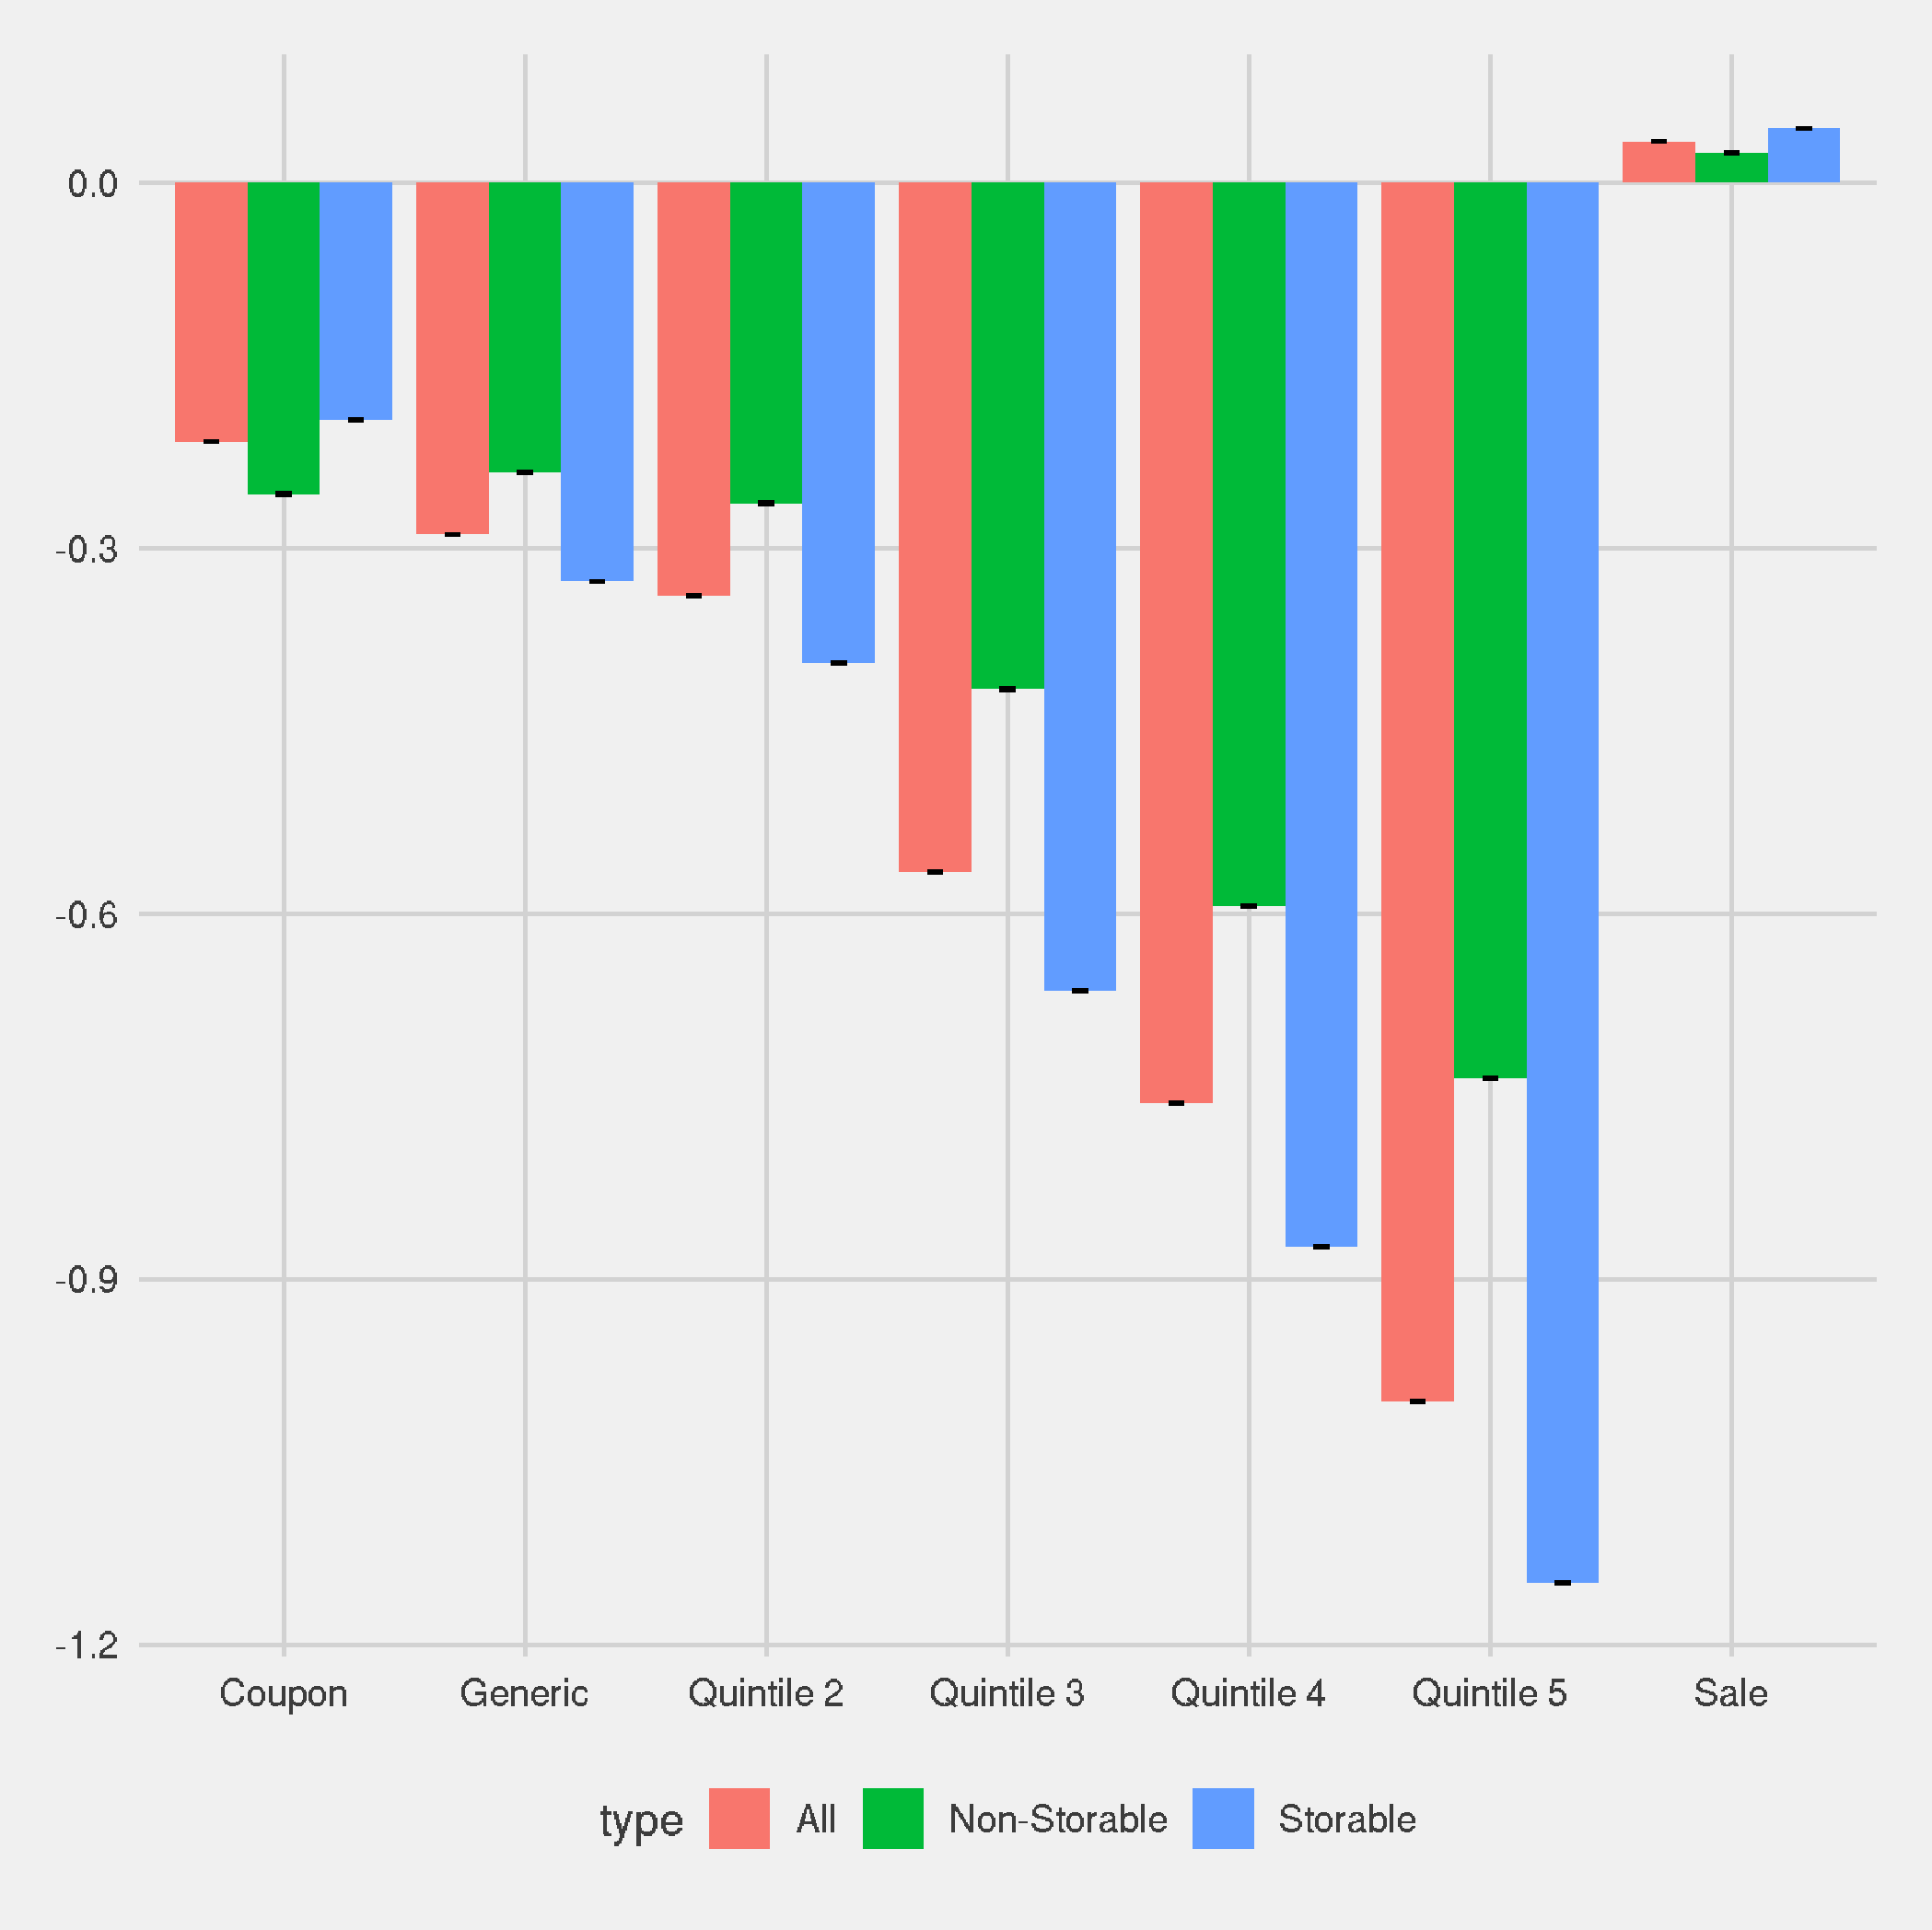 0.0
-0.3
-0.6
-0.9
-1.2
Coupon Generic Quintile 2 Quintile 3 Quintile 4 Quintile 5 Sale
type All Non-Storable Storable